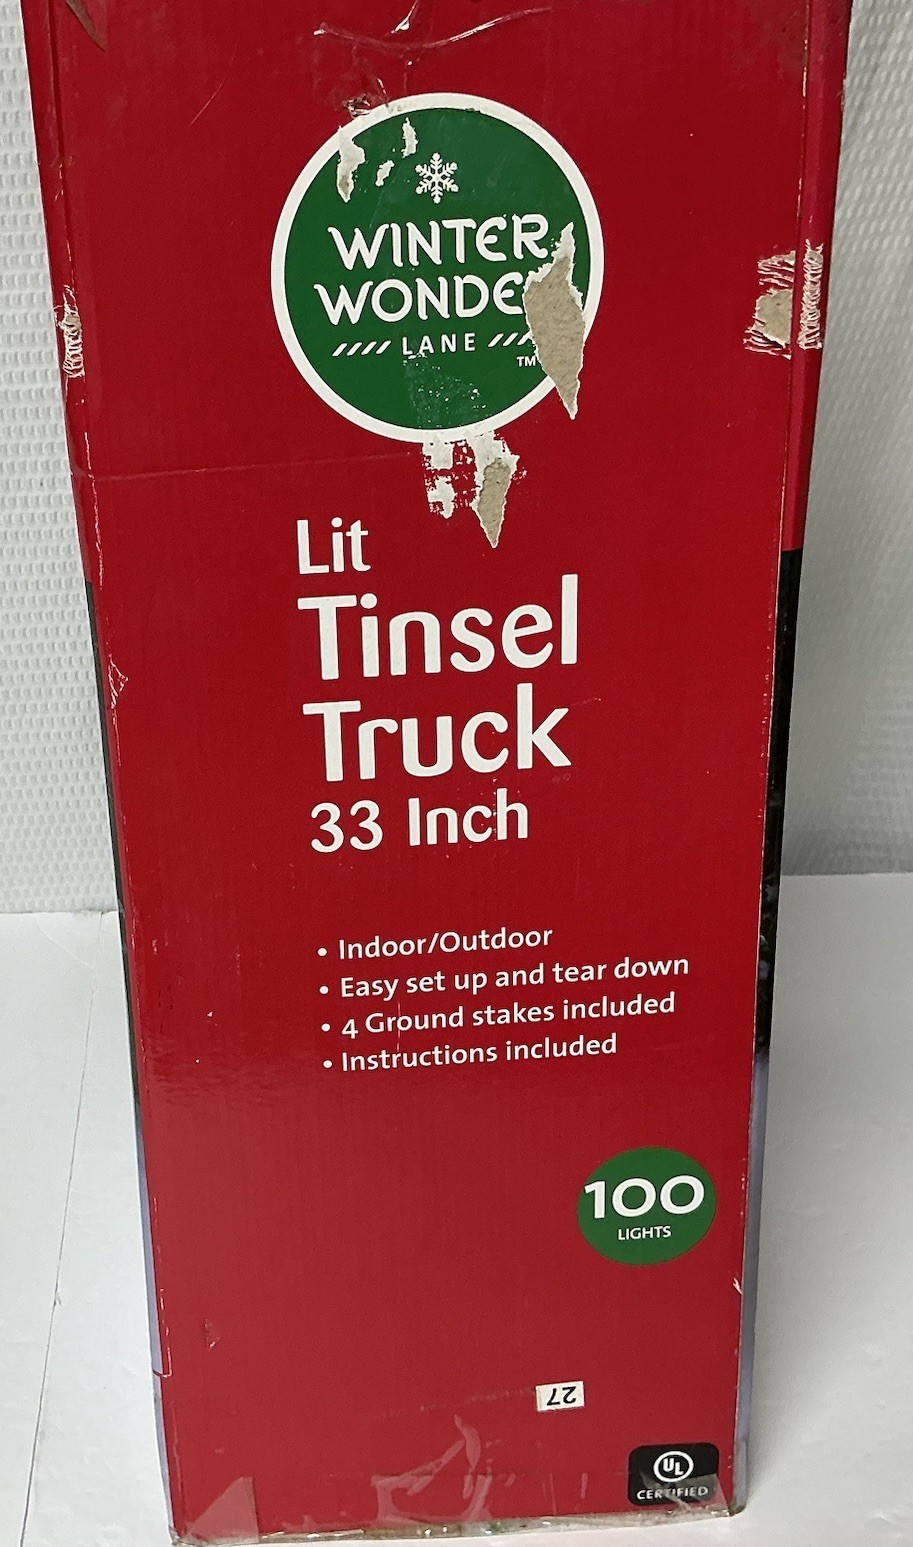 WINTER
WONDE
LANE
TM
Lit
Tinsel
Truck
33 Inch
• Indoor/Outdoor
• Easy set up and tear down
• 4 Ground stakes included
• Instructions included
100
LIGHTS
27
UL
CERTIFIED